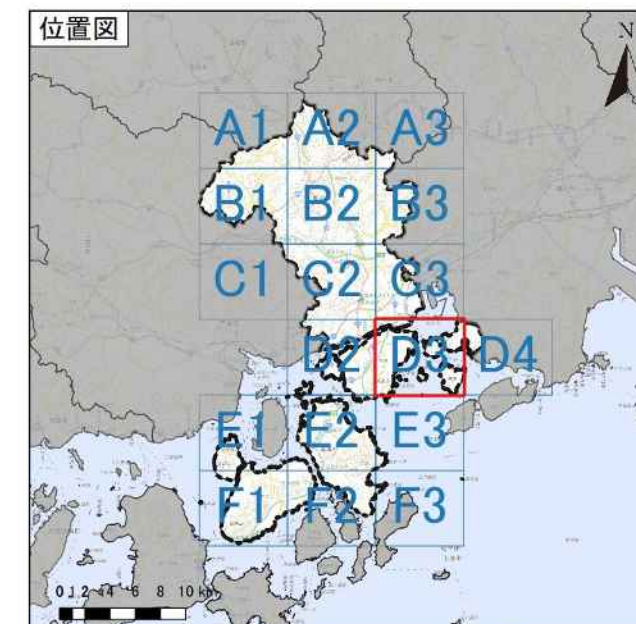 位置図
N
A1 A2 A3
B1 B2 B3
C1 C2 C3
D2 D3 D4
E1 E2 E3
F1 F2 F3
0 1 2 4 6 8 10 km